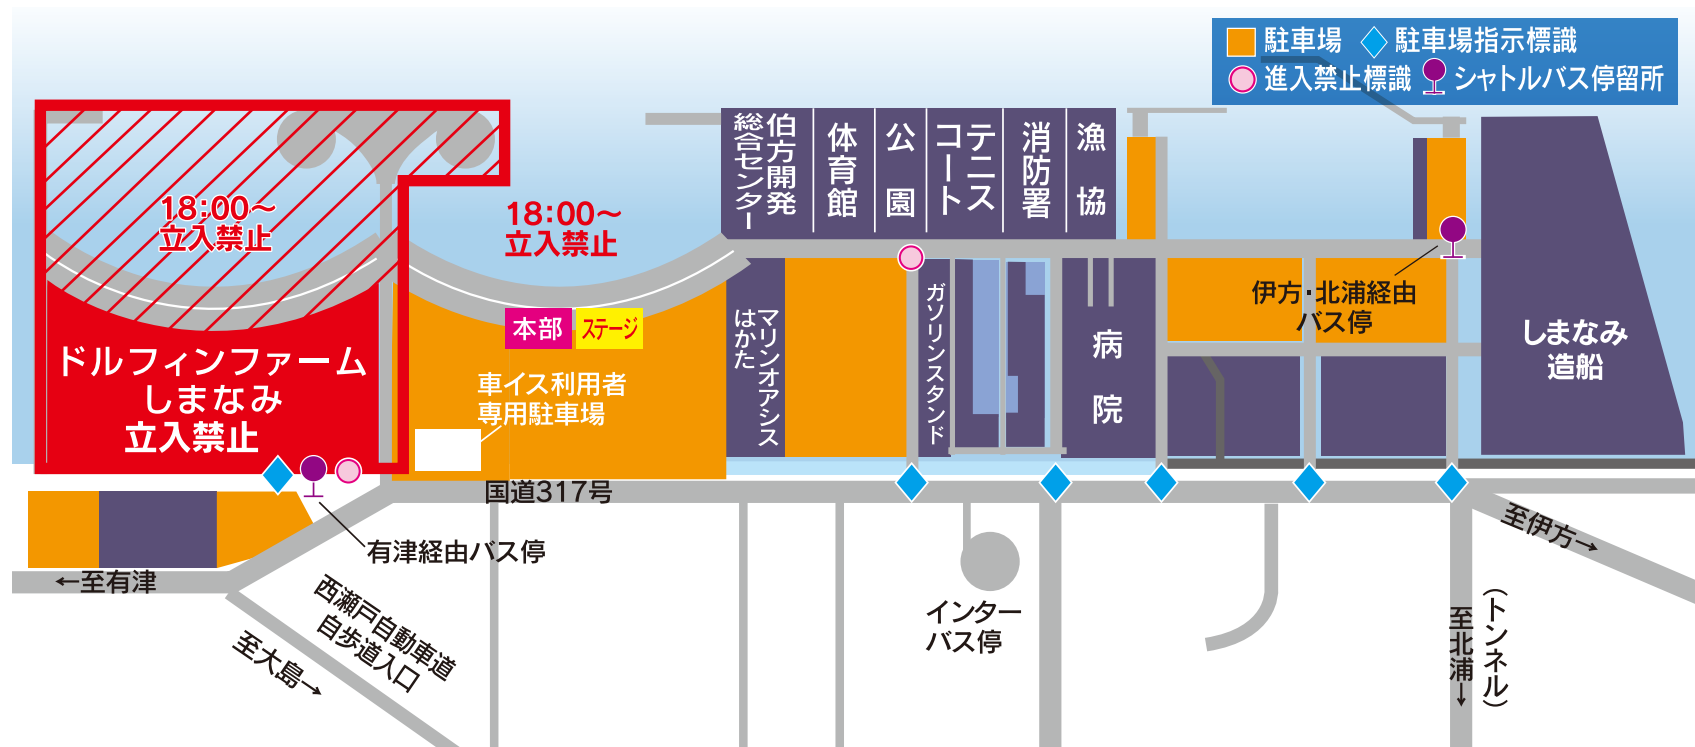 駐車場 駐車場指示標識
進入禁止標識 シャトルバス停留所
18:00〜
立入禁止
18:00〜
立入禁止
伯方開発
総合センター
体育館
公園
テニス
コート
消防署
漁協
ドルフィンファーム
しまなみ
立入禁止
本部
ステージ
車イス利用者
専用駐車場
マリンオアシス
はかた
ガソリンスタンド
病院
伊方・北浦経由
バス停
しまなみ
造船
国道317号
有津経由バス停
←至有津
西瀬戸自動車道
自歩道入口
至大島→
インター
バス停
至伊方→
至北浦→
(トンネル)